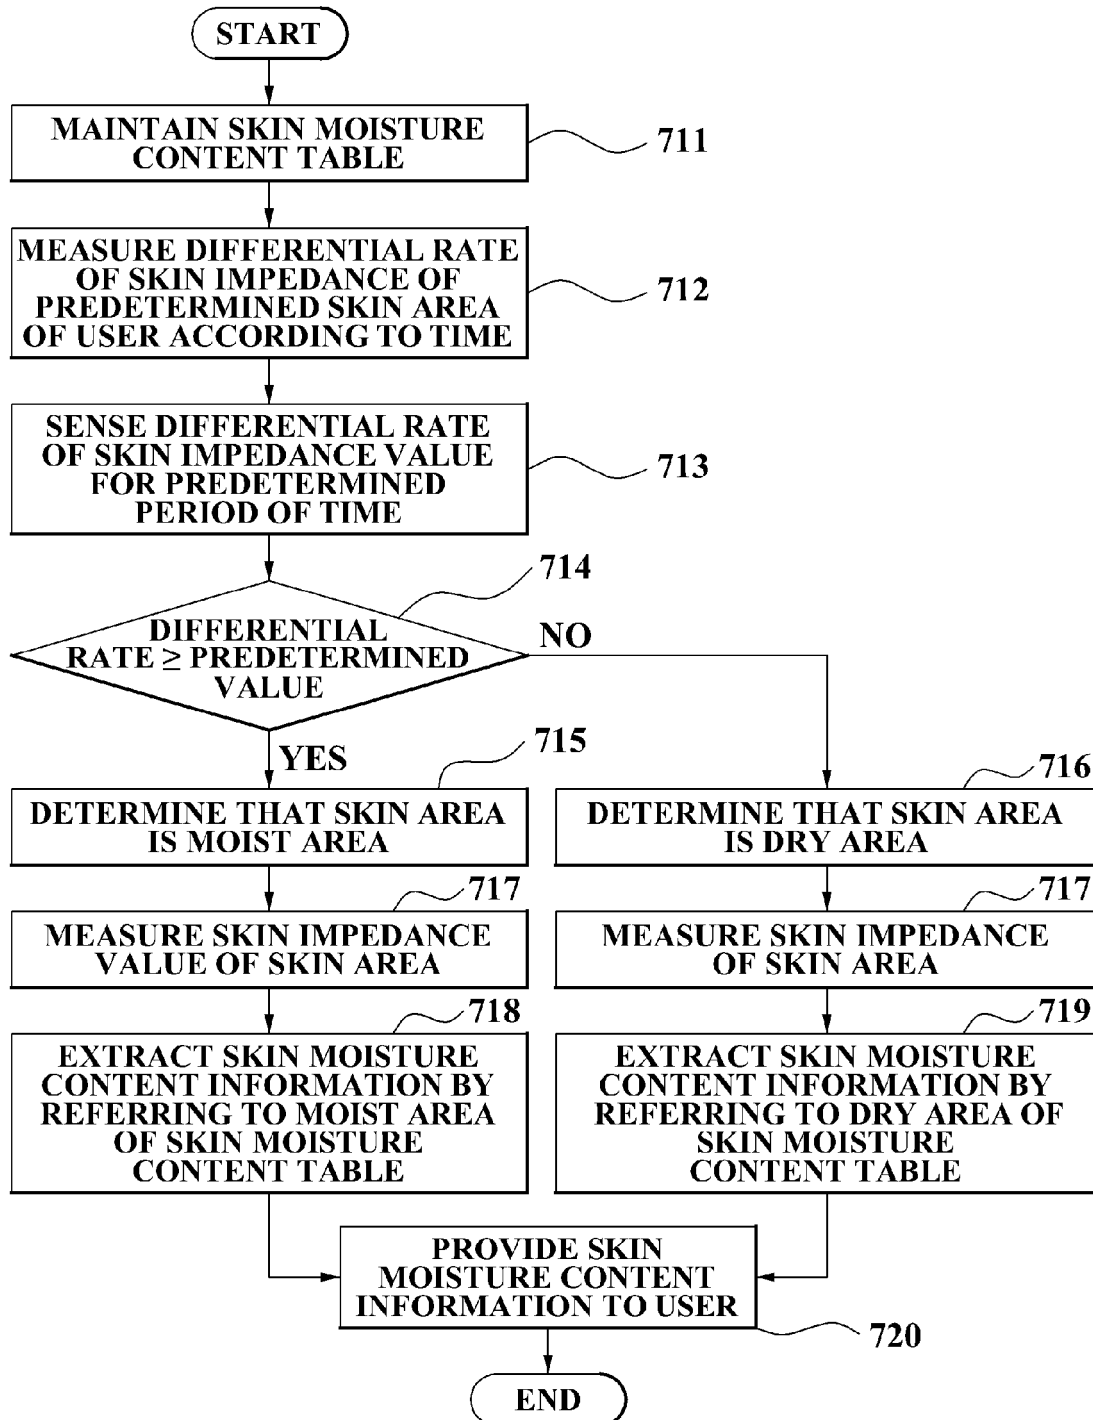 START
MAINTAIN SKIN MOISTURE
CONTENT TABLE
711
MEASURE DIFFERENTIAL RATE
OF SKIN IMPEDANCE OF
PREDETERMINED SKIN AREA
OF USER ACCORDING TO TIME
712
SENSE DIFFERENTIAL RATE
OF SKIN IMPEDANCE VALUE
FOR PREDETERMINED
PERIOD OF TIME
713
714
DIFFERENTIAL
RATE ≥ PREDETERMINED
VALUE
NO
YES
715
DETERMINE THAT SKIN AREA
IS MOIST AREA
716
DETERMINE THAT SKIN AREA
IS DRY AREA
717
MEASURE SKIN IMPEDANCE
VALUE OF SKIN AREA
717
MEASURE SKIN IMPEDANCE
OF SKIN AREA
718
EXTRACT SKIN MOISTURE
CONTENT INFORMATION BY
REFERRING TO MOIST AREA
OF SKIN MOISTURE
CONTENT TABLE
719
EXTRACT SKIN MOISTURE
CONTENT INFORMATION BY
REFERRING TO DRY AREA OF
SKIN MOISTURE
CONTENT TABLE
PROVIDE SKIN
MOISTURE CONTENT
INFORMATION TO USER
720
END